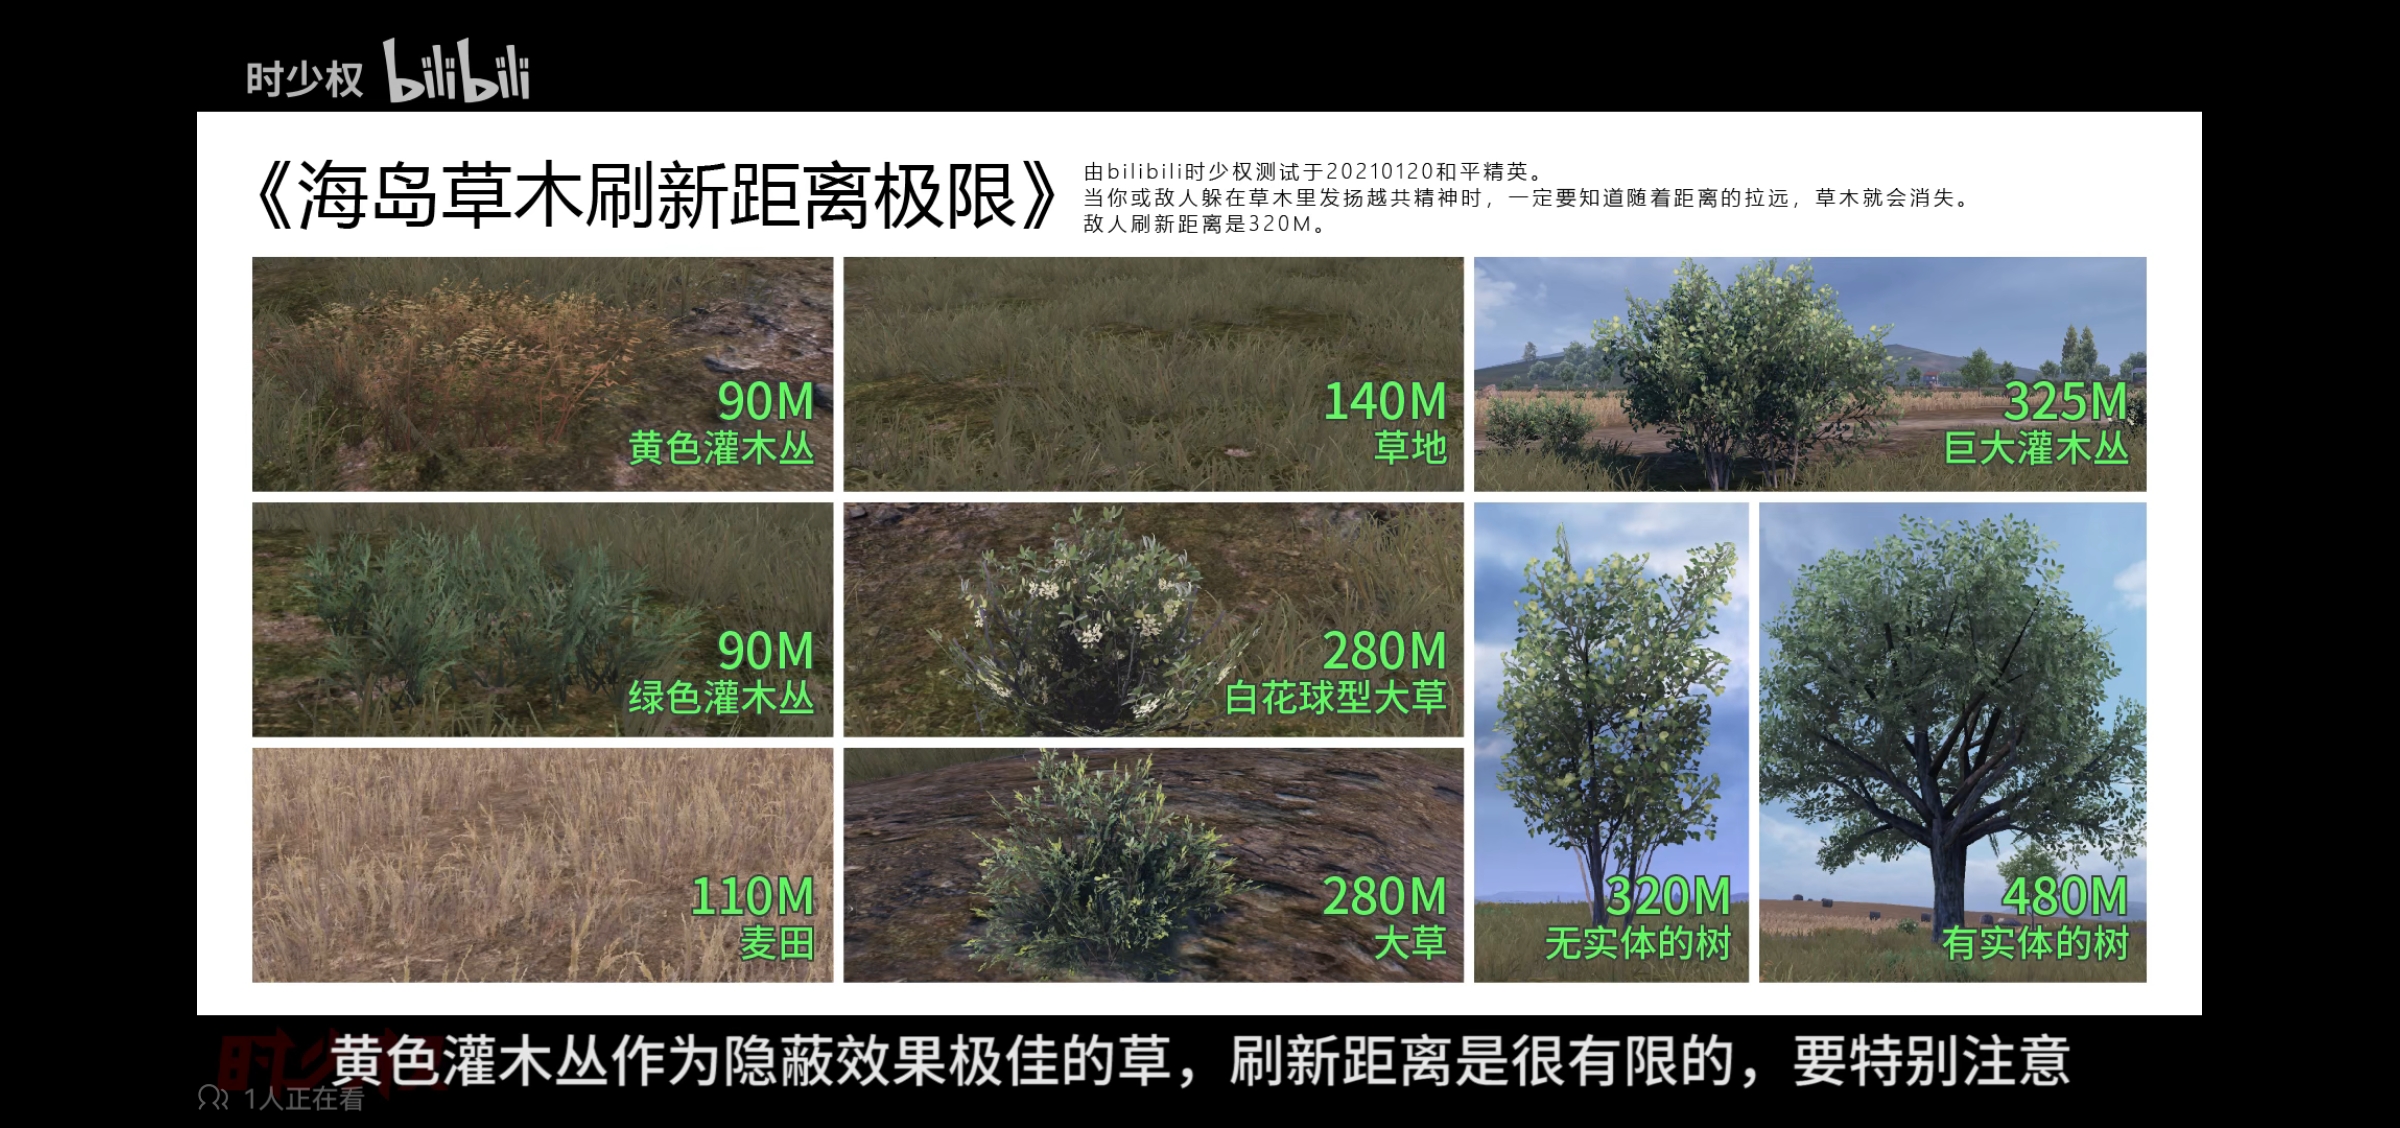 时少权 bilibili
《海岛草木刷新距离极限》
由bilibili时少权测试于20210120和平精英。
当你或敌人躲在草木里发扬越共精神时，一定要知道随着距离的拉远，草木就会消失。
敌人刷新距离是320M。
90M
黄色灌木丛
140M
草地
325M
巨大灌木丛
90M
绿色灌木丛
280M
白花球型大草
110M
麦田
280M
大草
320M
无实体的树
480M
有实体的树
时少权
黄色灌木丛作为隐蔽效果极佳的草，刷新距离是很有限的，要特别注意
1人正在看